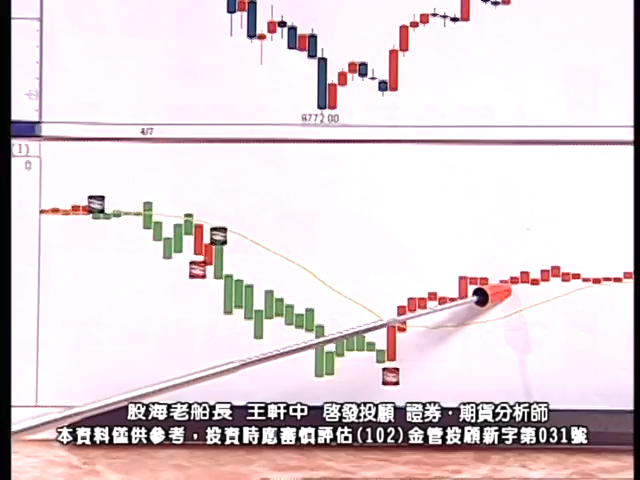 6772.00
4/7
(1)
0
股海老船長 王軒中 啓發投顧 證券·期貨分析師
本資料僅供參考,投資時應審慎評估(102)金管投顧新字第031號